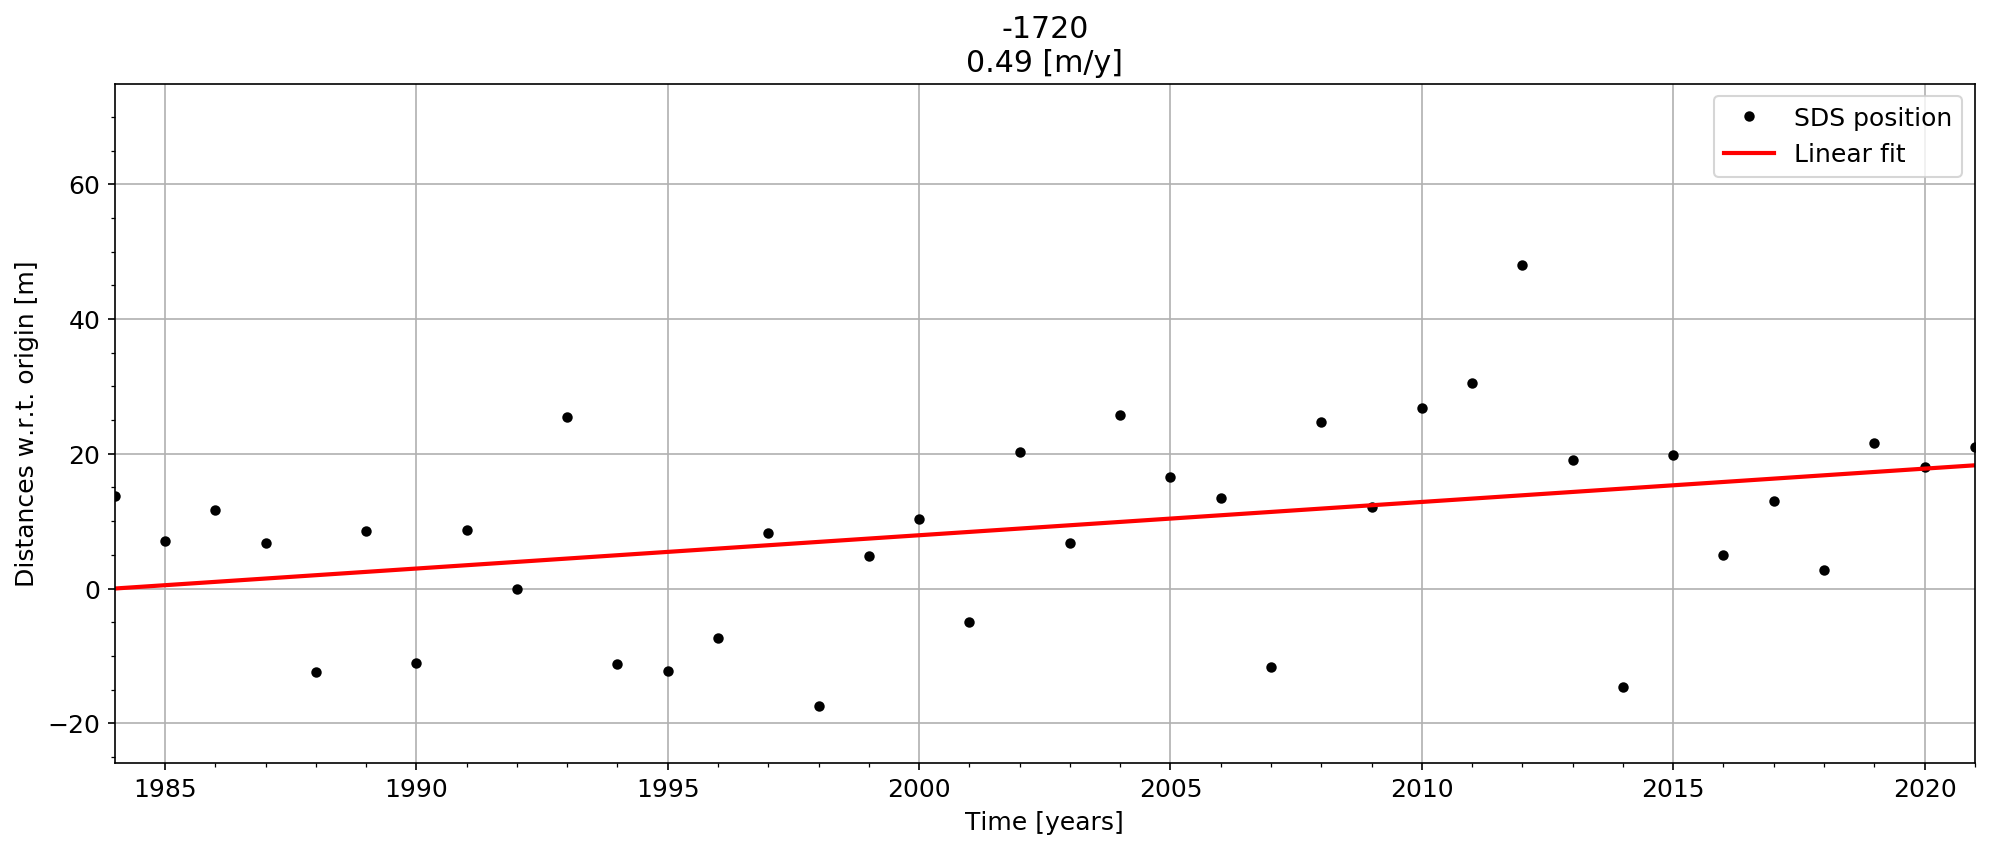 -1720
0.49 [m/y]
SDS position
Linear fit
Distances w.r.t. origin [m]
60
40
20
0
−20
1985 1990 1995 2000 2005 2010 2015 2020
Time [years]